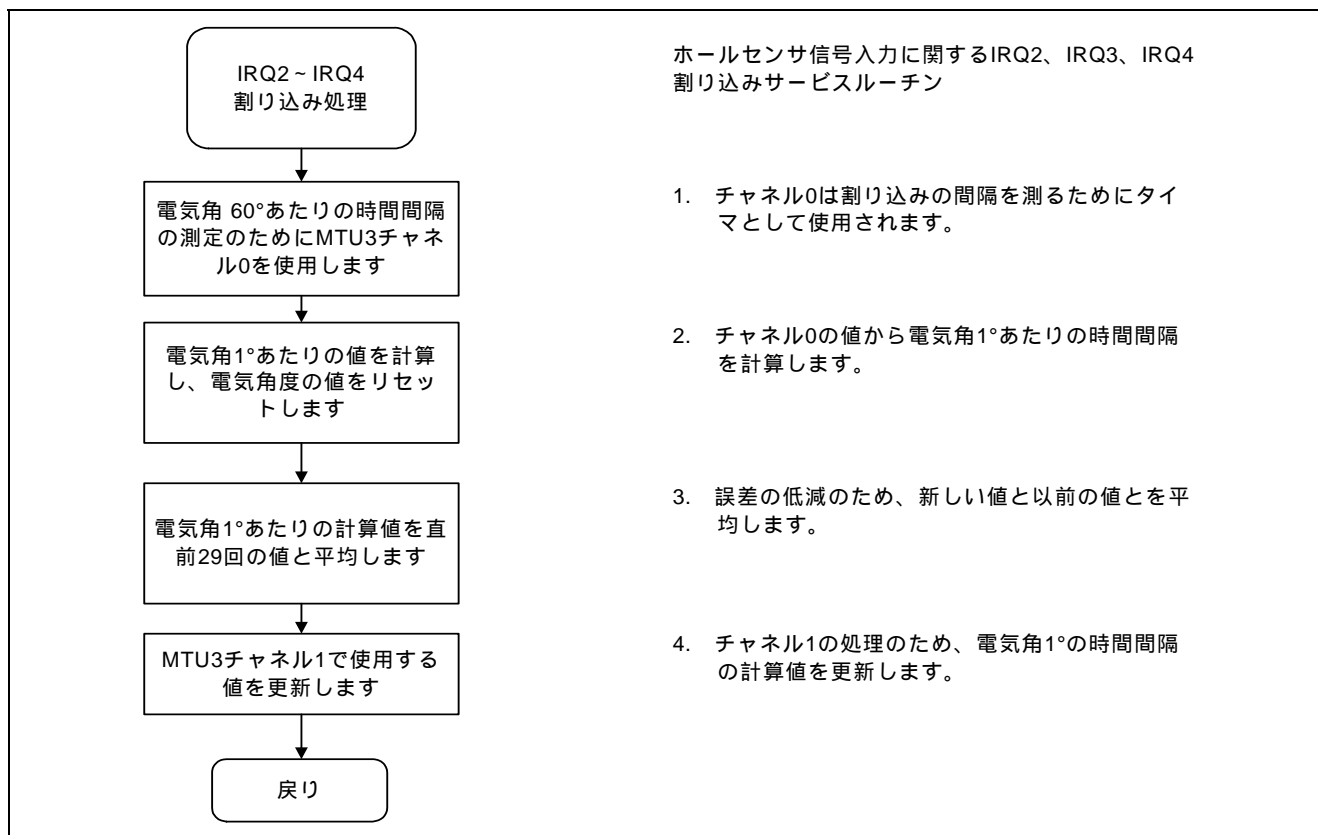 IRQ2~IRQ4
割り込み処理
ホールセンサ信号入力に関するIRQ2、IRQ3、IRQ4
割り込みサービスルーチン
電気角 60°あたりの時間間隔
の測定のためにMTU3チャネ
ル0を使用します
1. チャネル0は割り込みの間隔を測るためにタイ
マとして使用されます。
電気角1°あたりの値を計算
し、電気角度の値をリセッ
トします
2. チャネル0の値から電気角1°あたりの時間間隔
を計算します。
電気角1°あたりの計算値を直
前29回の値と平均します
3. 誤差の低減のため、新しい値と以前の値とを平
均します。
MTU3チャネル1で使用する
値を更新します
4. チャネル1の処理のため、電気角1°の時間間隔
の計算値を更新します。
戻り